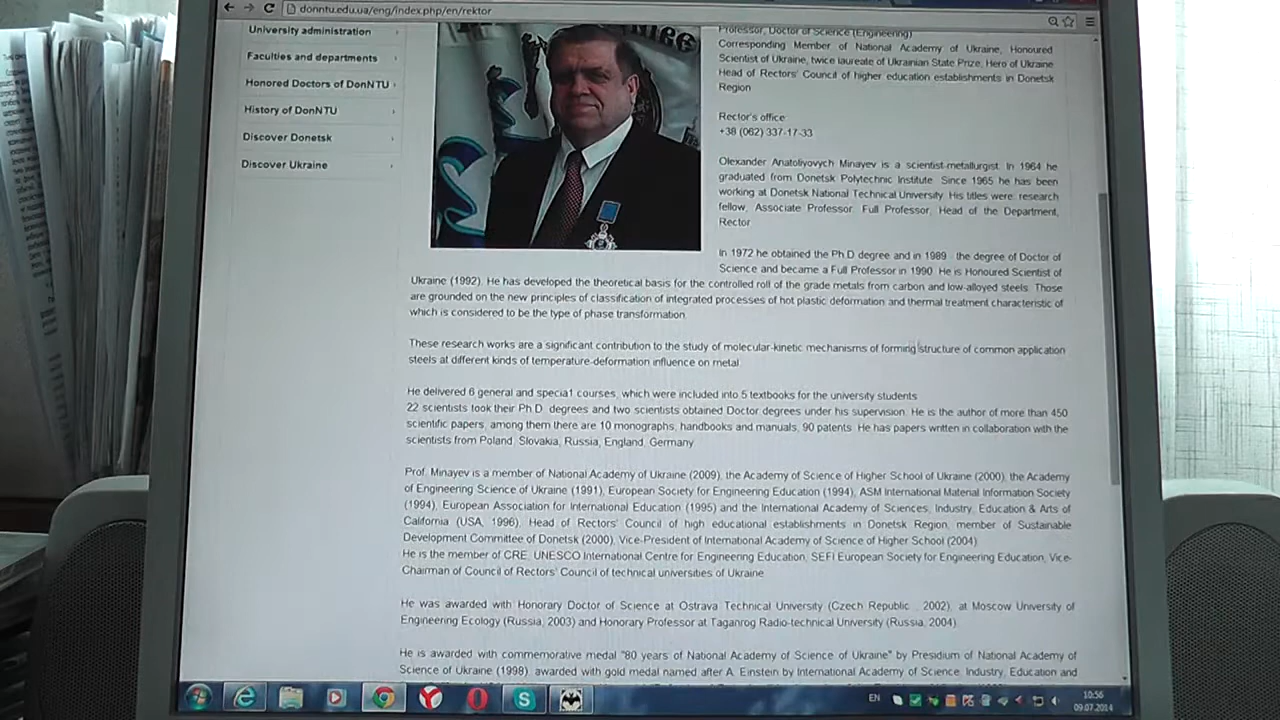 donntu.edu.ua/eng/index.php/en/rektor
University administration
Faculties and departments
Honored Doctors of DonNTU
History of DonNTU
Discover Donetsk
Discover Ukraine
Professor, Doctor of Science (Engineering)
Corresponding Member of National Academy of Ukraine, Honoured
Scientist of Ukraine, twice laureate of Ukrainian State Prize, Hero of Ukraine
Head of Rectors' Council of higher education establishments in Donetsk
Region
Rector's office
+38 (062) 337-17-33
Olexander Anatoliyovych Minayev is a scientist-metallurgist. In 1964 he
graduated from Donetsk Polytechnic Institute. Since 1965 he has been
working at Donetsk National Technical University. His titles were: research
fellow, Associate Professor, Full Professor, Head of the Department,
Rector
In 1972 he obtained the Ph.D degree and in 1989 - the degree of Doctor of
Science and became a Full Professor in 1990. He is Honoured Scientist of
Ukraine (1992). He has developed the theoretical basis for the controlled roll of the grade metals from carbon and low-alloyed steels. Those
are grounded on the new principles of classification of integrated processes of hot plastic deformation and thermal treatment characteristic of
which is considered to be the type of phase transformation
These research works are a significant contribution to the study of molecular-kinetic mechanisms of forming structure of common application
steels at different kinds of temperature-deformation influence on metal.
He delivered 6 general and specia1 courses, which were included into 5 textbooks for the university students
22 scientists took their Ph.D. degrees and two scientists obtained Doctor degrees under his supervision. He is the author of more than 450
scientific papers, among them there are 10 monographs, handbooks and manuals, 90 patents. He has papers written in collaboration with the
scientists from Poland, Slovakia, Russia, England, Germany
Prof. Minayev is a member of National Academy of Ukraine (2009), the Academy of Science of Higher School of Ukraine (2000), the Academy
of Engineering Science of Ukraine (1991), European Society for Engineering Education (1994), ASM International Material Information Society
(1994), European Association for International Education (1995) and the International Academy of Sciences, Industry, Education & Arts of
California (USA, 1996), Head of Rectors' Council of high educational establishments in Donetsk Region, member of Sustainable
Development Committee of Donetsk (2000), Vice-President of International Academy of Science of Higher School (2004)
He is the member of CRE, UNESCO International Centre for Engineering Education, SEFI European Society for Engineering Education, Vice-
Chairman of Council of Rectors' Council of technical universities of Ukraine
He was awarded with Honorary Doctor of Science at Ostrava Technical University (Czech Republic , 2002), at Moscow University of
Engineering Ecology (Russia, 2003) and Honorary Professor at Taganrog Radio-technical University (Russia, 2004).
He is awarded with commemorative medal "80 years of National Academy of Science of Ukraine" by Presidium of National Academy of
Science of Ukraine (1998), awarded with gold medal named after A. Einstein by International Academy of Science, Industry, Education and
EN
10:56
09.07.2014